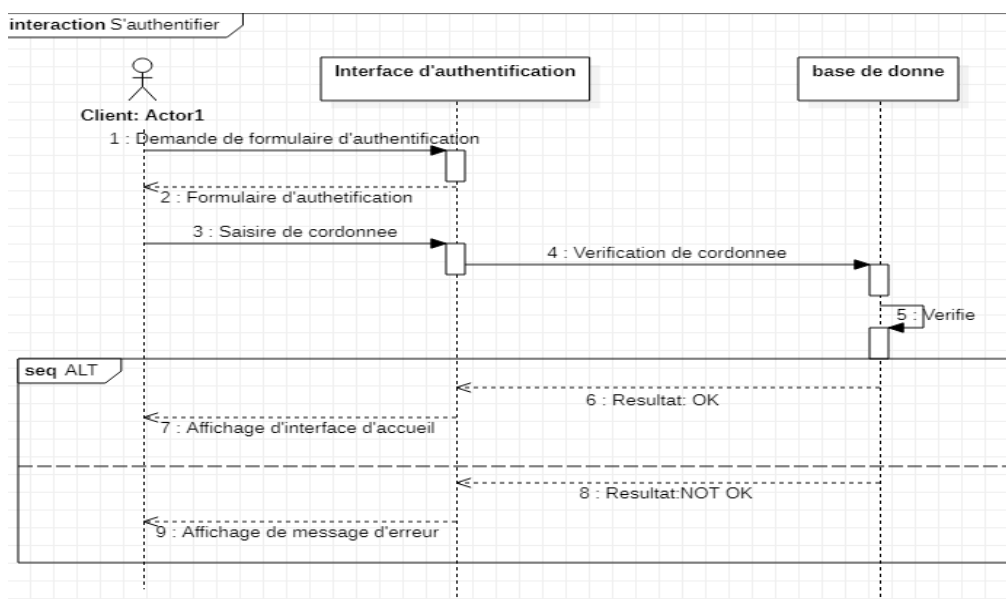 interaction S'authentifier
Interface d'authentification
base de donne
Client: Actor1
1 : Demande de formulaire d'authentification
2 : Formulaire d'authetification
3 : Saisire de cordonnee
4 : Verification de cordonnee
5 : Verifie
seq ALT
6 : Resultat: OK
7 : Affichage d'interface d'accueil
8 : Resultat:NOT OK
9 : Affichage de message d'erreur